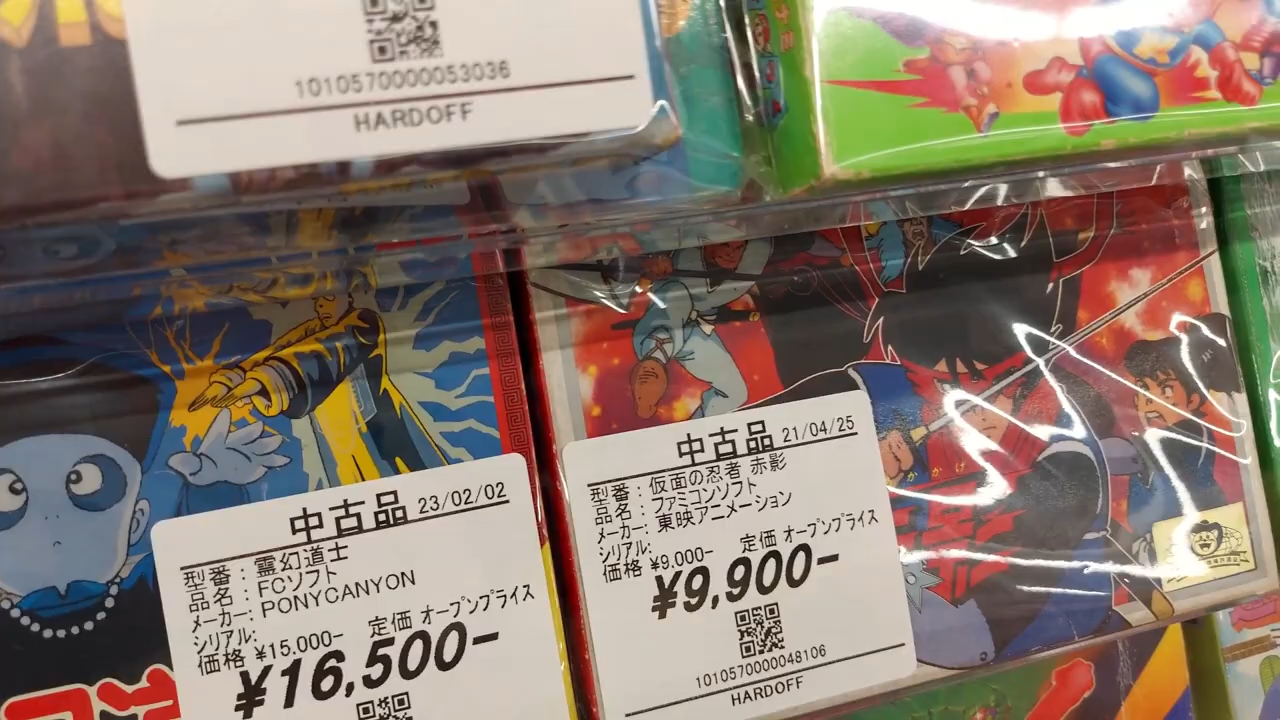 1010570000053036
HARDOFF
中古品 23/02/02
型番：霊幻道士
品名：FCソフト
メーカー：PONYCANYON
シリアル:
価格 ¥15.000− 定価 オープンプライス
¥16,500−
中古品 21/04/25
型番：仮面の忍者 赤影
品名：ファミコンソフト
メーカー：東映アニメーション
シリアル:
価格 ¥9.000− 定価 オープンプライス
¥9,900−
1010570000048106
HARDOFF